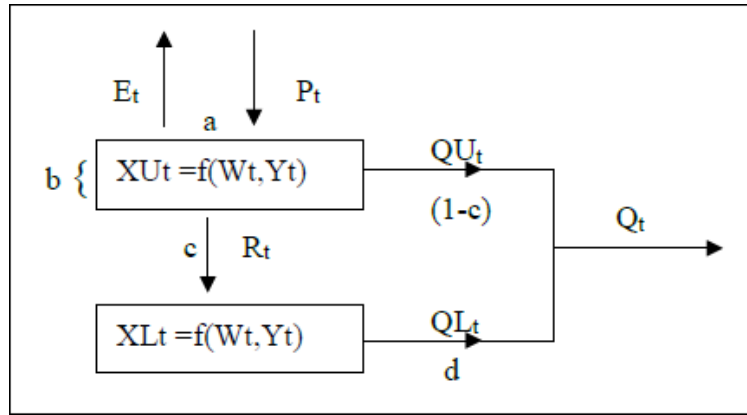 Eₜ
Pₜ
a
b {
XUt =f(Wt,Yt)
QUₜ
(1-c)
Qₜ
c
Rₜ
XLt =f(Wt,Yt)
QLₜ
d